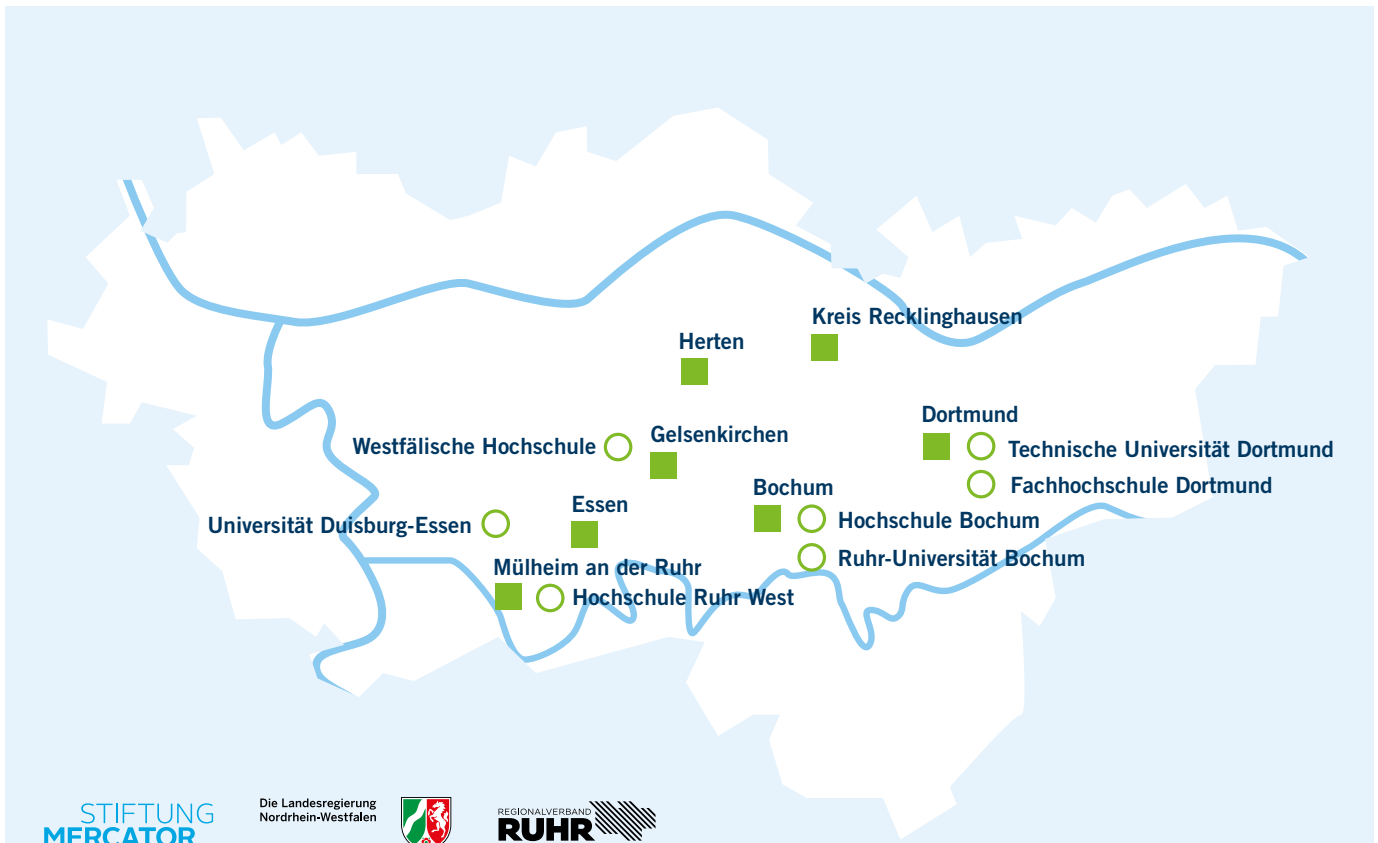 Kreis Recklinghausen
Herten
Dortmund
Gelsenkirchen
Westfälische Hochschule
Technische Universität Dortmund
Fachhochschule Dortmund
Bochum
Essen
Hochschule Bochum
Universität Duisburg-Essen
Ruhr-Universität Bochum
Mülheim an der Ruhr
Hochschule Ruhr West
STIFTUNG
MERCATOR
Die Landesregierung
Nordrhein-Westfalen
REGIONALVERBAND
RUHR